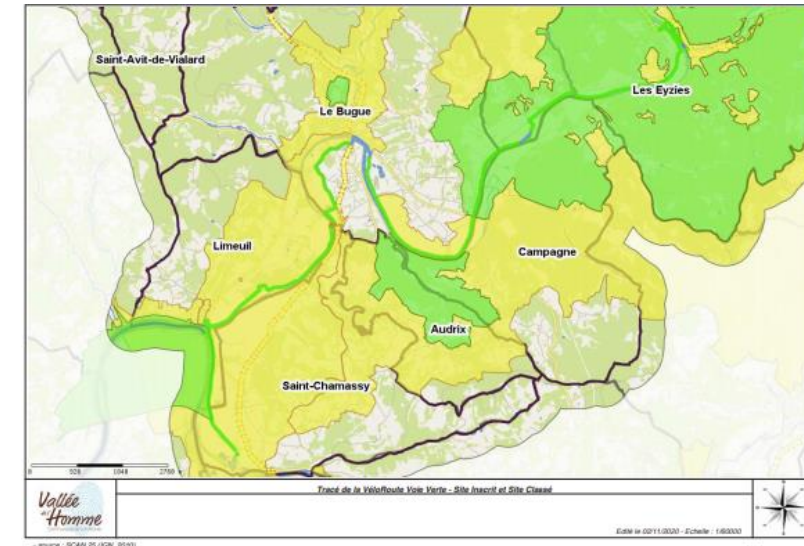 Saint-Avit-de-Vialard
Le Bugue
Les Eyzies
Limeuil
Campagne
Audrix
Saint-Chamassy
Vallée
Homme
Tracé de la VéloRoute Voie Verte - Site Inscrit et Site Classé
Edité le 02/11/2020 - Echelle : 1/60000